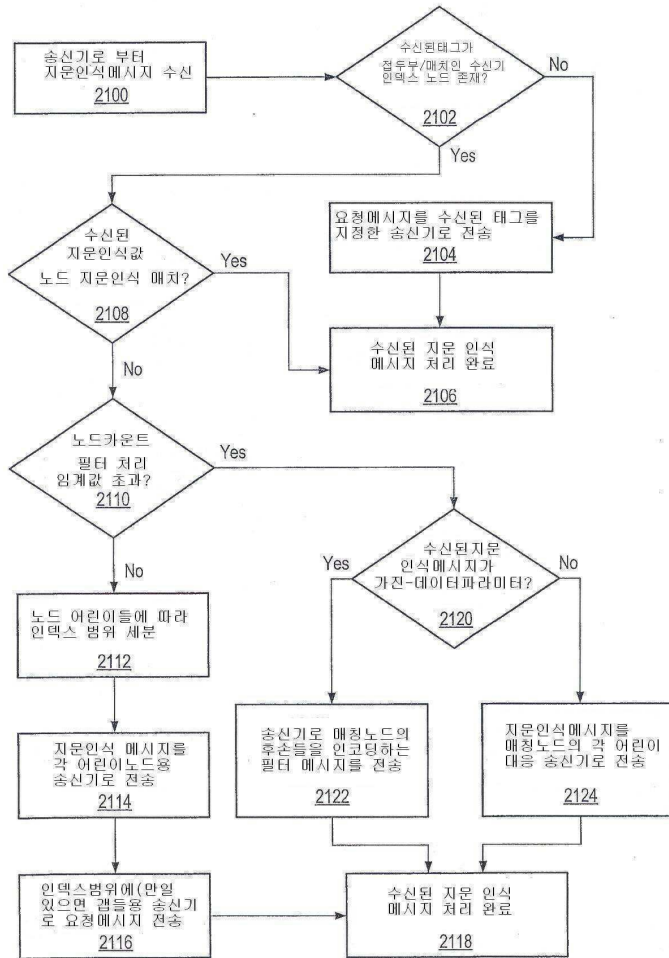 송신기로 부터
지문인식메시지 수신
2100
수신된태그가
접두부/매치인 수신기
인덱스 노드 존재?
2102
No
Yes
수신된
지문인식값
노드 지문인식 매치?
2108
Yes
No
요청메시지를 수신된 태그를
지정한 송신기로 전송
2104
수신된 지문 인식
메시지 처리 완료
2106
노드카운트
필터 처리
임계값 초과?
2110
Yes
No
수신된지문
인식메시지가
가진-데이터파라미터?
2120
Yes
No
노드 어린이들에 따라
인덱스 범위 세분
2112
지문인식 메시지를
각 어린이노드용
송신기로 전송
2114
송신기로 매칭노드의
후손들을 인코딩하는
필터 메시지를 전송
2122
지문인식메시지를
매칭노드의 각 어린이
대응 송신기로 전송
2124
인덱스범위에(만일
있으면 갭들용 송신기
로 요청메시지 전송
2116
수신된 지문 인식
메시지 처리 완료
2118